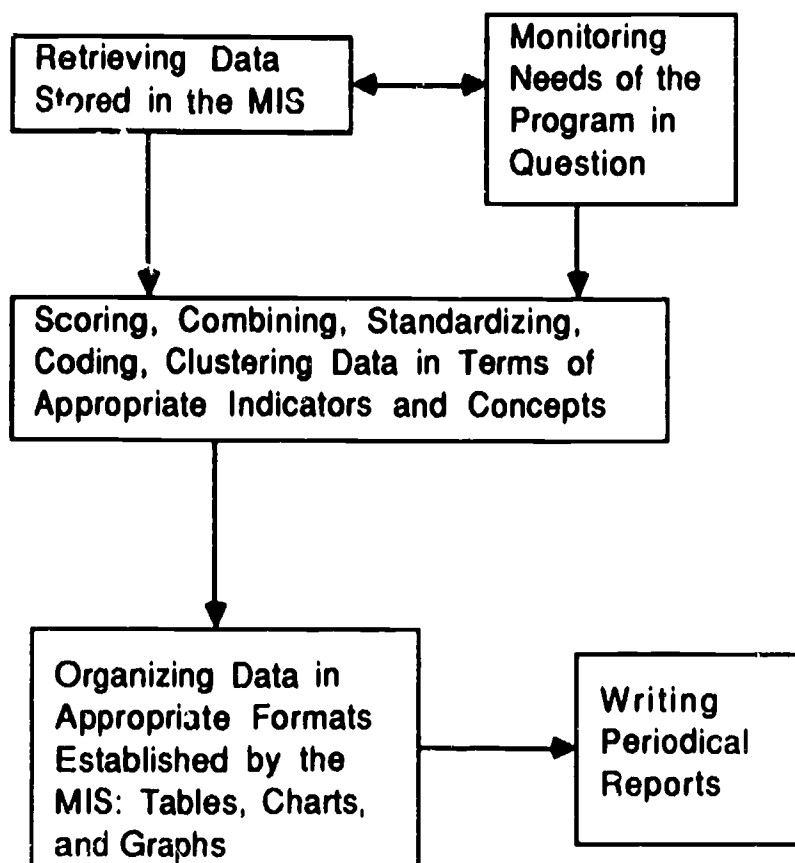 Retrieving Data
Stored in the MIS
Monitoring
Needs of the
Program in
Question
Scoring, Combining, Standardizing,
Coding, Clustering Data in Terms of
Appropriate Indicators and Concepts
Organizing Data in
Appropriate Formats
Established by the
MIS: Tables, Charts,
and Graphs
Writing
Periodical
Reports